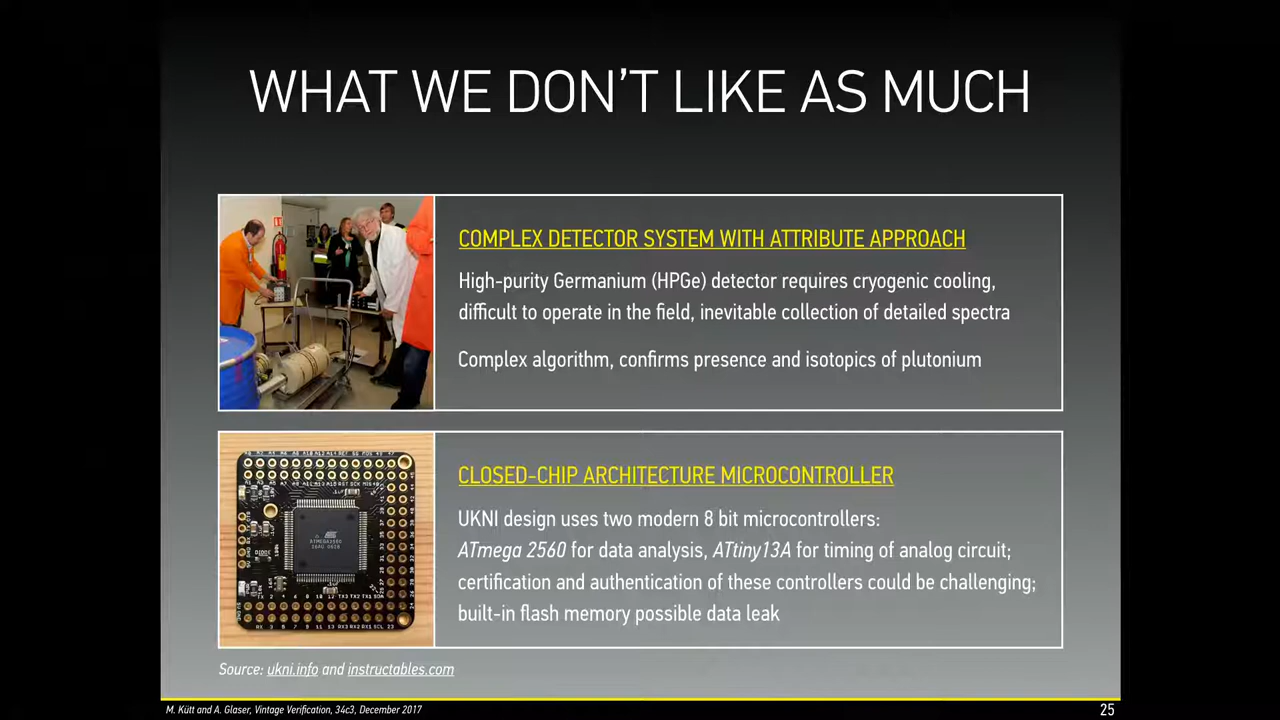 WHAT WE DON'T LIKE AS MUCH
COMPLEX DETECTOR SYSTEM WITH ATTRIBUTE APPROACH
High-purity Germanium (HPGe) detector requires cryogenic cooling,
difficult to operate in the field, inevitable collection of detailed spectra
Complex algorithm, confirms presence and isotopics of plutonium
CLOSED-CHIP ARCHITECTURE MICROCONTROLLER
UKNI design uses two modern 8 bit microcontrollers:
ATmega 2560 for data analysis, ATtiny13A for timing of analog circuit;
certification and authentication of these controllers could be challenging;
built-in flash memory possible data leak
ATMEGA2560
Source: ukni.info and instructables.com
M. Kütt and A. Glaser, Vintage Verification, 34c3, December 2017
25